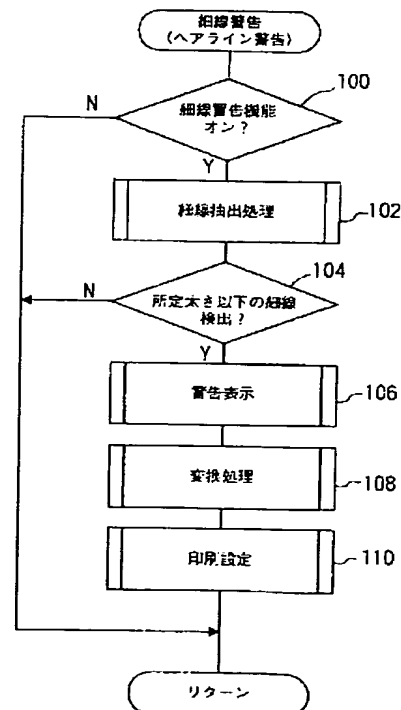 細線警告
(ヘアライン警告)
100
N
細線警告機能
オン?
Y
細線抽出処理
102
104
N
所定太さ以下の細線
検出?
Y
警告表示
106
変換処理
108
印刷設定
110
リターン